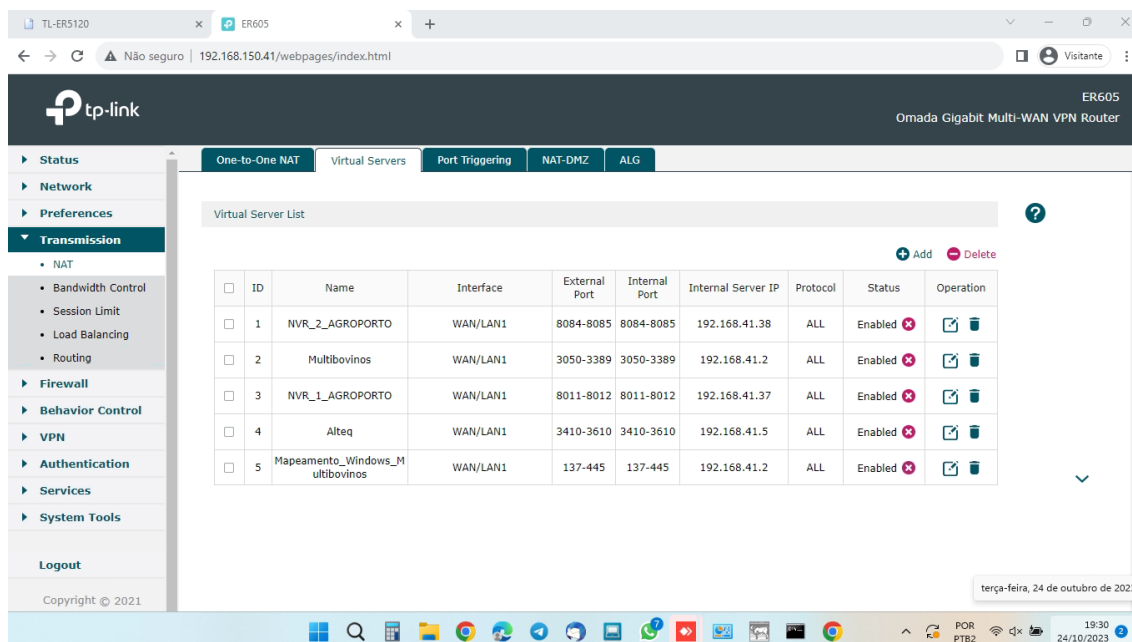 TL-ER5120
ER605
Não seguro
192.168.150.41/webpages/index.html
Visitante
tp-link
ER605
Omada Gigabit Multi-WAN VPN Router
Status
Network
Preferences
Transmission
NAT
Bandwidth Control
Session Limit
Load Balancing
Routing
Firewall
Behavior Control
VPN
Authentication
Services
System Tools
Logout
Copyright © 2021
One-to-One NAT Virtual Servers Port Triggering NAT-DMZ ALG
Virtual Server List
?
Add Delete
ID Name Interface External Port Internal Port Internal Server IP Protocol Status Operation
1 NVR_2_AGROPORTO WAN/LAN1 8084-8085 8084-8085 192.168.41.38 ALL Enabled
2 Multibovinos WAN/LAN1 3050-3389 3050-3389 192.168.41.2 ALL Enabled
3 NVR_1_AGROPORTO WAN/LAN1 8011-8012 8011-8012 192.168.41.37 ALL Enabled
4 Alteq WAN/LAN1 3410-3610 3410-3610 192.168.41.5 ALL Enabled
5 Mapeamento_Windows_Multibovinos WAN/LAN1 137-445 137-445 192.168.41.2 ALL Enabled
terça-feira, 24 de outubro de 202
7
POR
PTB2
19:30
24/10/2023
2